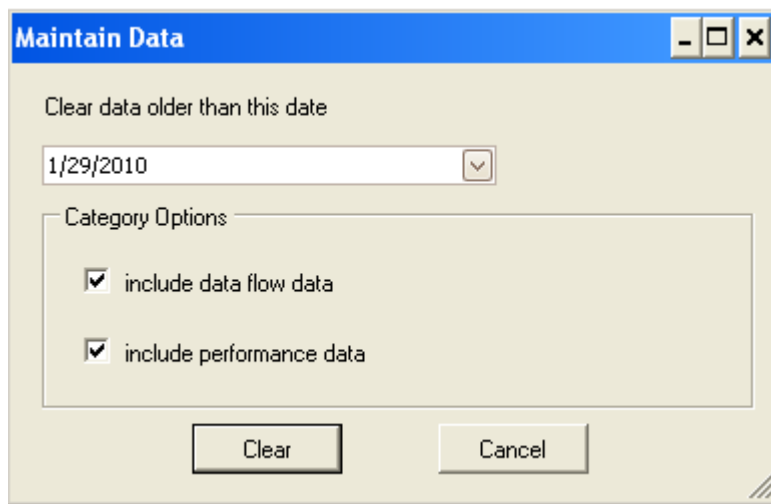 Maintain Data
Clear data older than this date
1/29/2010
Category Options
include data flow data
include performance data
Clear
Cancel